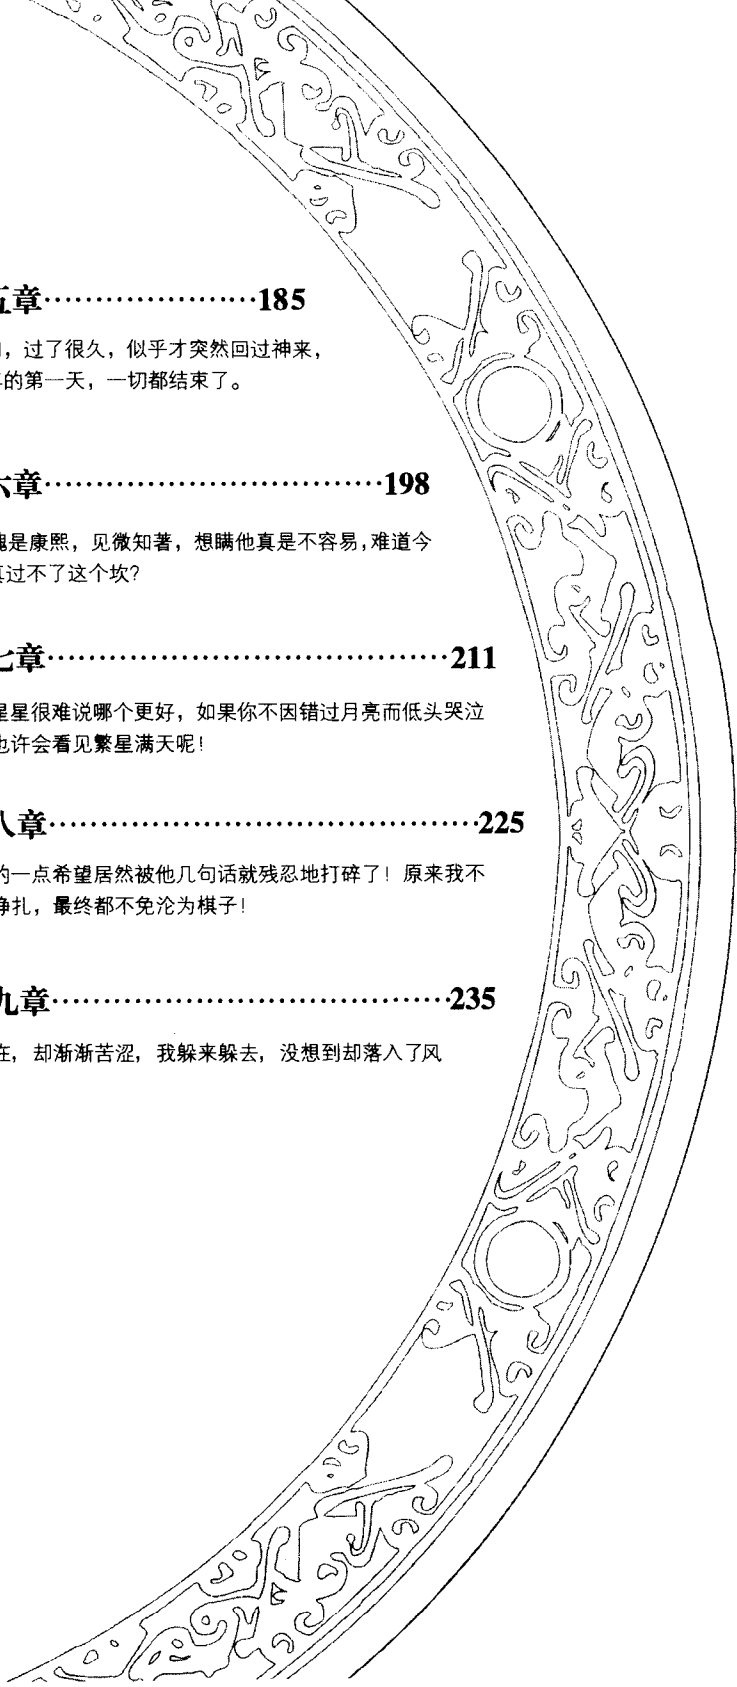 五章····················185
，过了很久，似乎才突然回过神来，
的第一天，一切都结束了。
六章································198
愧是康熙，见微知著，想瞒他真是不容易，难道今
真过不了这个坎？
七章······································211
星星很难说哪个更好，如果你不因错过月亮而低头哭泣
也许会看见繁星满天呢！
八章·········································225
的一点希望居然被他几句话就残忍地打碎了！原来我不
挣扎，最终都不免沦为棋子！
九章······································235
在，却渐渐苦涩，我躲来躲去，没想到却落入了风